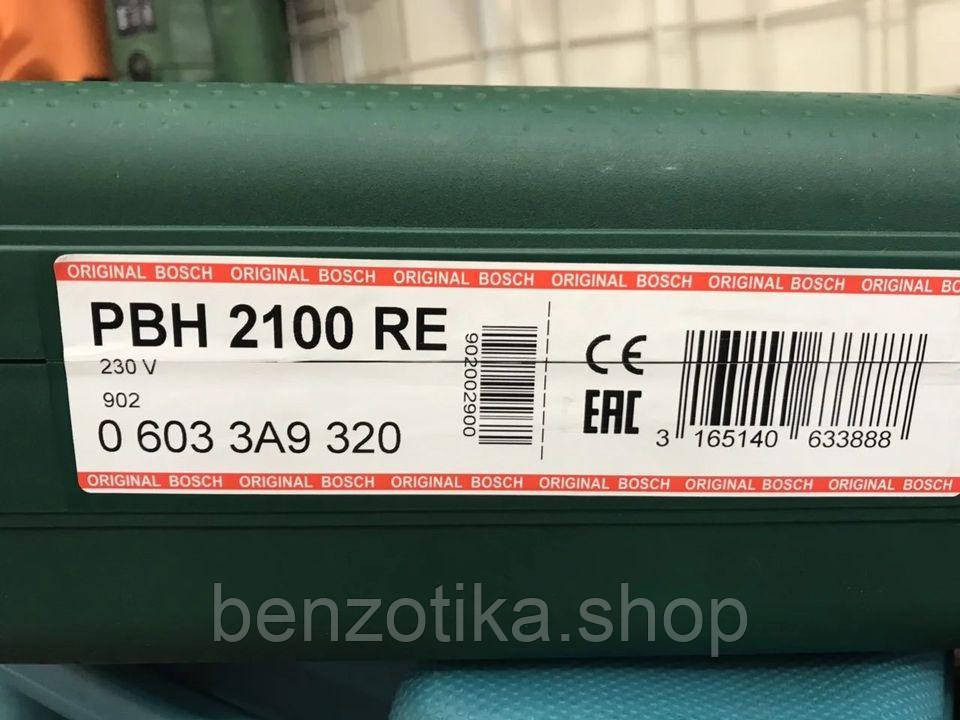 ORIGINAL BOSCH ORIGINAL BOSCH ORIGINAL BOSCH ORIGINAL BOSCH ORIGINAL BOSCH ORIGINAL BO
PBH 2100 RE
230 V
902
0 603 3A9 320
902002900
CE
EAC
3 165140 633888
ORIGINAL BOSCH ORIGINAL BOSCH ORIGINAL BOSCH ORIGINAL BOSCH ORIGINAL BOSCH ORIGINAL BOSCH
benzotika.shop